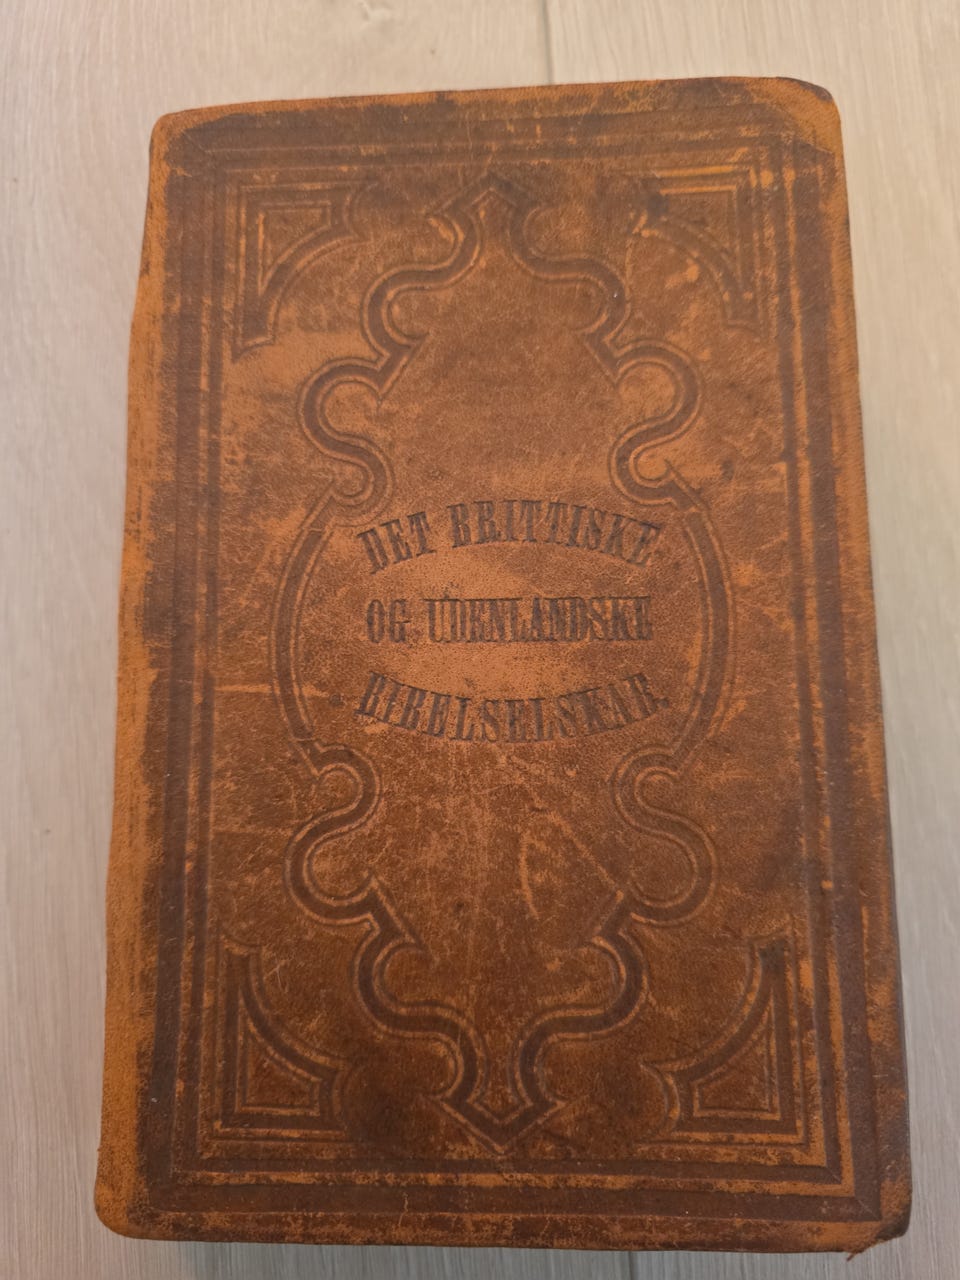 DET BRITTISKE
OG UDENLANDSKE
BIBELSELSKAB.